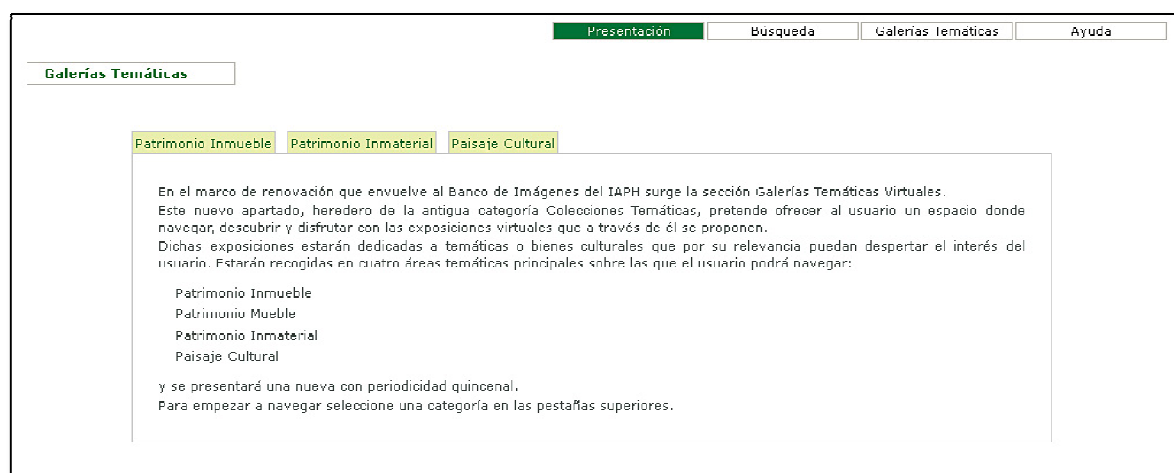 Presentación Búsqueda Galerías Temáticas Ayuda
Galerías Temáticas
Patrimonio Inmueble Patrimonio Inmaterial Paisaje Cultural
En el marco de renovación que envuelve al Banco de Imágenes del IAPH surge la sección Galerías Temáticas Virtuales.
Este nuevo apartado, heredero de la antigua categoría Colecciones Temáticas, pretende ofrecer al usuario un espacio donde
navegar, descubrir y disfrutar con las exposiciones virtuales que a través de él se proponen.
Dichas exposiciones estarán dedicadas a temáticas o bienes culturales que por su relevancia puedan despertar el interés del
usuario. Estarán recogidas en cuatro áreas temáticas principales sobre las que el usuario podrá navegar:
Patrimonio Inmueble
Patrimonio Mueble
Patrimonio Inmaterial
Paisaje Cultural
y se presentará una nueva con periodicidad quincenal.
Para empezar a navegar seleccione una categoría en las pestañas superiores.